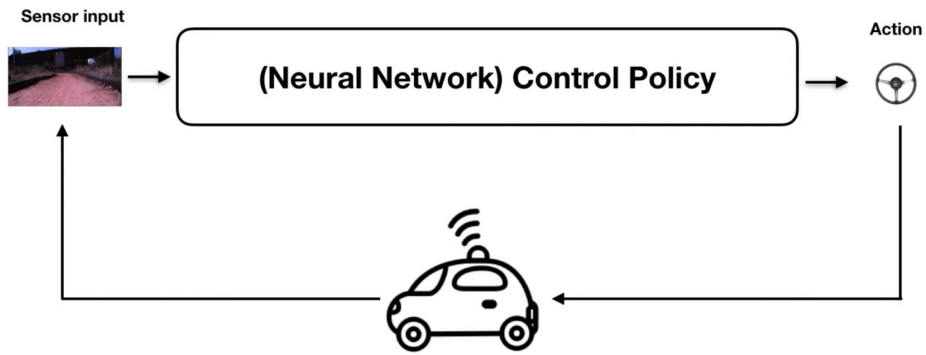 Sensor input
Action
(Neural Network) Control Policy